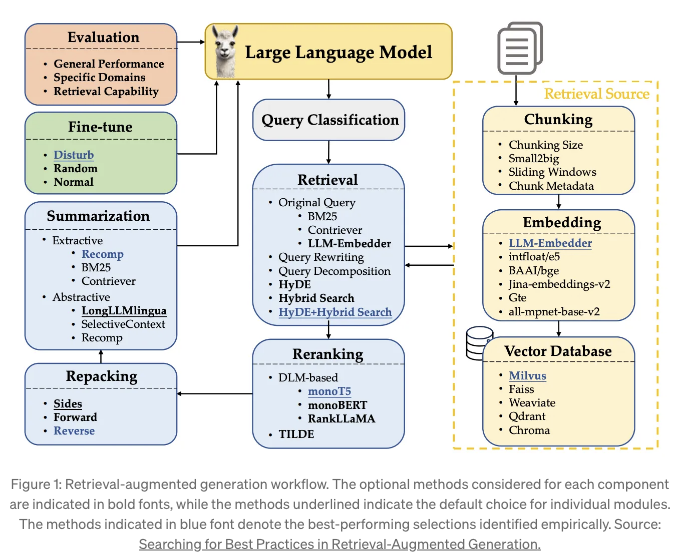 Evaluation
• General Performance
• Specific Domains
• Retrieval Capability
Large Language Model
Fine-tune
• Disturb
• Random
• Normal
Query Classification
Summarization
• Extractive
• Recomp
• BM25
• Contriever
• Abstractive
• LongLLMlingua
• SelectiveContext
• Recomp
Retrieval
• Original Query
• BM25
• Contriever
• LLM-Embedder
• Query Rewriting
• Query Decomposition
• HyDE
• Hybrid Search
• HyDE+Hybrid Search
Repacking
• Sides
• Forward
• Reverse
Reranking
• DLM-based
• monoT5
• monoBERT
• RankLLaMA
• TILDE
Retrieval Source
Chunking
• Chunking Size
• Small2big
• Sliding Windows
• Chunk Metadata
Embedding
• LLM-Embedder
• intfloat/e5
• BAAI/bge
• Jina-embeddings-v2
• Gte
• all-mpnet-base-v2
Vector Database
• Milvus
• Faiss
• Weaviate
• Qdrant
• Chroma
Figure 1: Retrieval-augmented generation workflow. The optional methods considered for each component
are indicated in bold fonts, while the methods underlined indicate the default choice for individual modules.
The methods indicated in blue font denote the best-performing selections identified empirically. Source:
Searching for Best Practices in Retrieval-Augmented Generation.